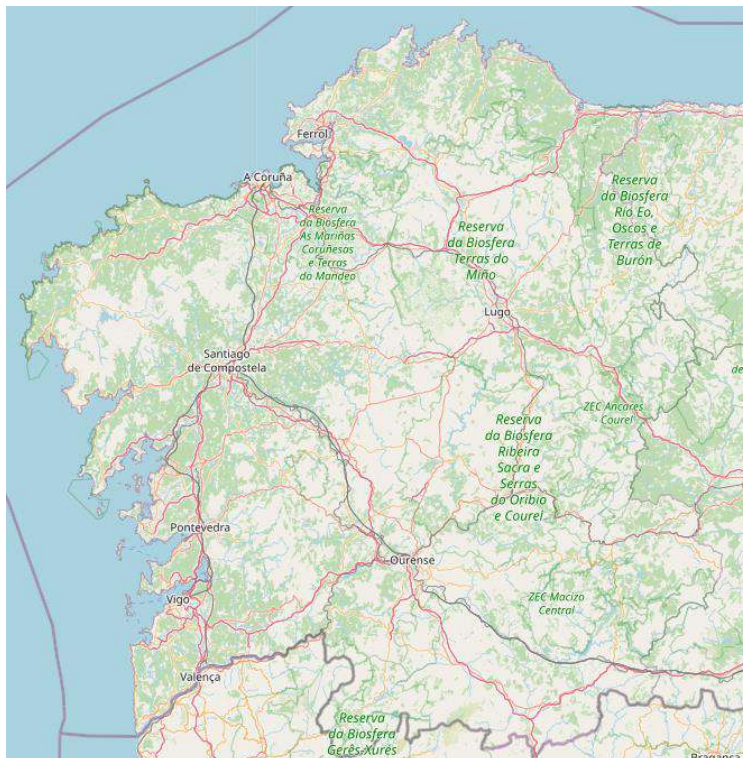 Ferrol
A Coruña
Reserva
da Biosfera
Río Eo,
Oscos e
Terras de
Burón
Reserva
da Biosfera
As Mariñas
Coruñesas
e Terras
do Mandeo
Reserva
da Biosfera
Terras do
Miño
Lugo
Santiago
de Compostela
de
ZEC Ancares
- Courel
Reserva
da Biosfera
Ribeira
Sacra e
Serras
do Oribio
e Courel
Pontevedra
Ourense
Vigo
ZEC Macizo
Central
Valença
Reserva
da Biosfera
Gerês-Xurés
Bragança